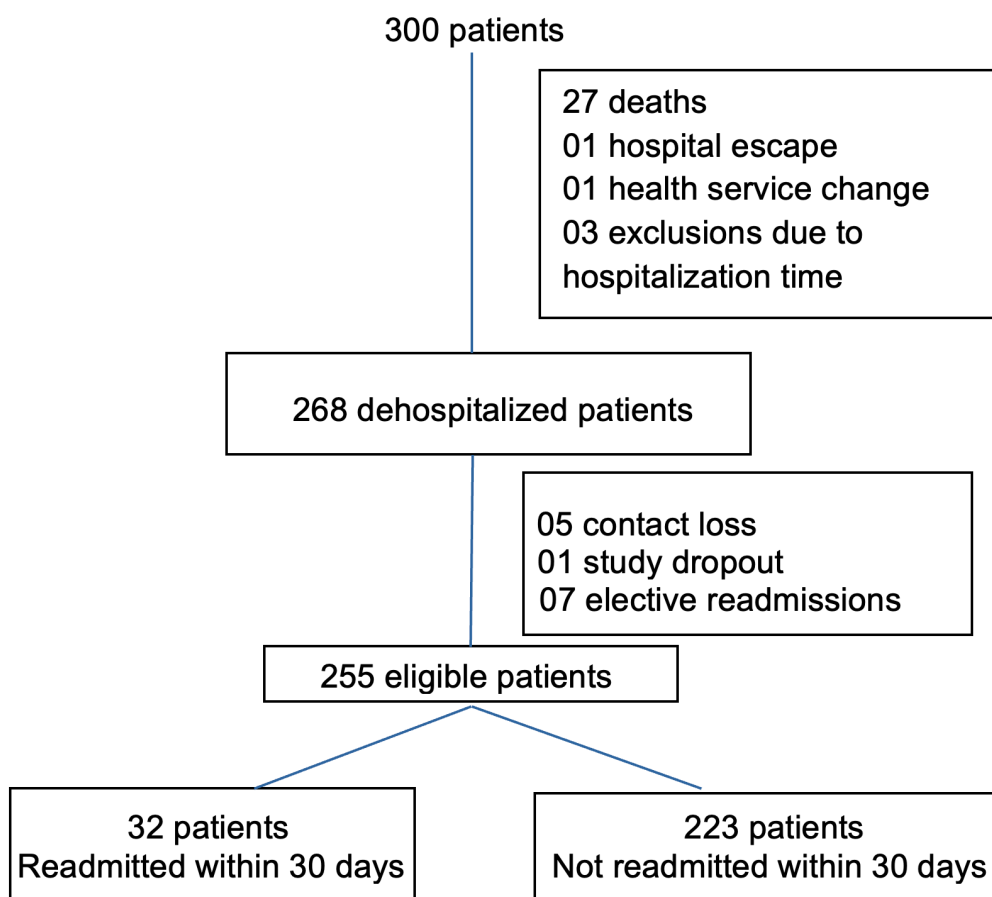 300 patients
27 deaths
01 hospital escape
01 health service change
03 exclusions due to
hospitalization time
268 dehospitalized patients
05 contact loss
01 study dropout
07 elective readmissions
255 eligible patients
32 patients
Readmitted within 30 days
223 patients
Not readmitted within 30 days